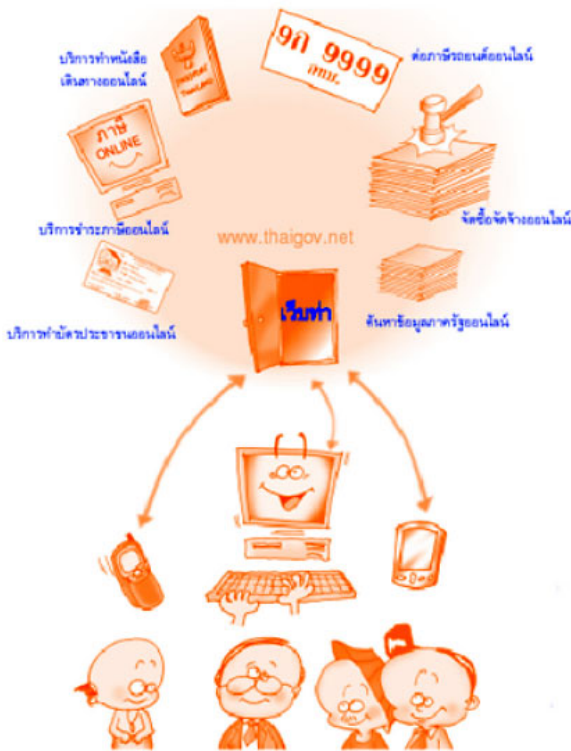 บริการทำหนังสือ
เดินทางออนไลน์
PASSPORT
THAILAND
9ก 9999
กทม.
ต่อภาษีรถยนต์ออนไลน์
ภาษี
ONLINE
บริการชำระภาษีออนไลน์
จัดซื้อจัดจ้างออนไลน์
www.thaigov.net
เว็บท่า
บริการทำบัตรประชาชนออนไลน์
ค้นหาข้อมูลภาครัฐออนไลน์